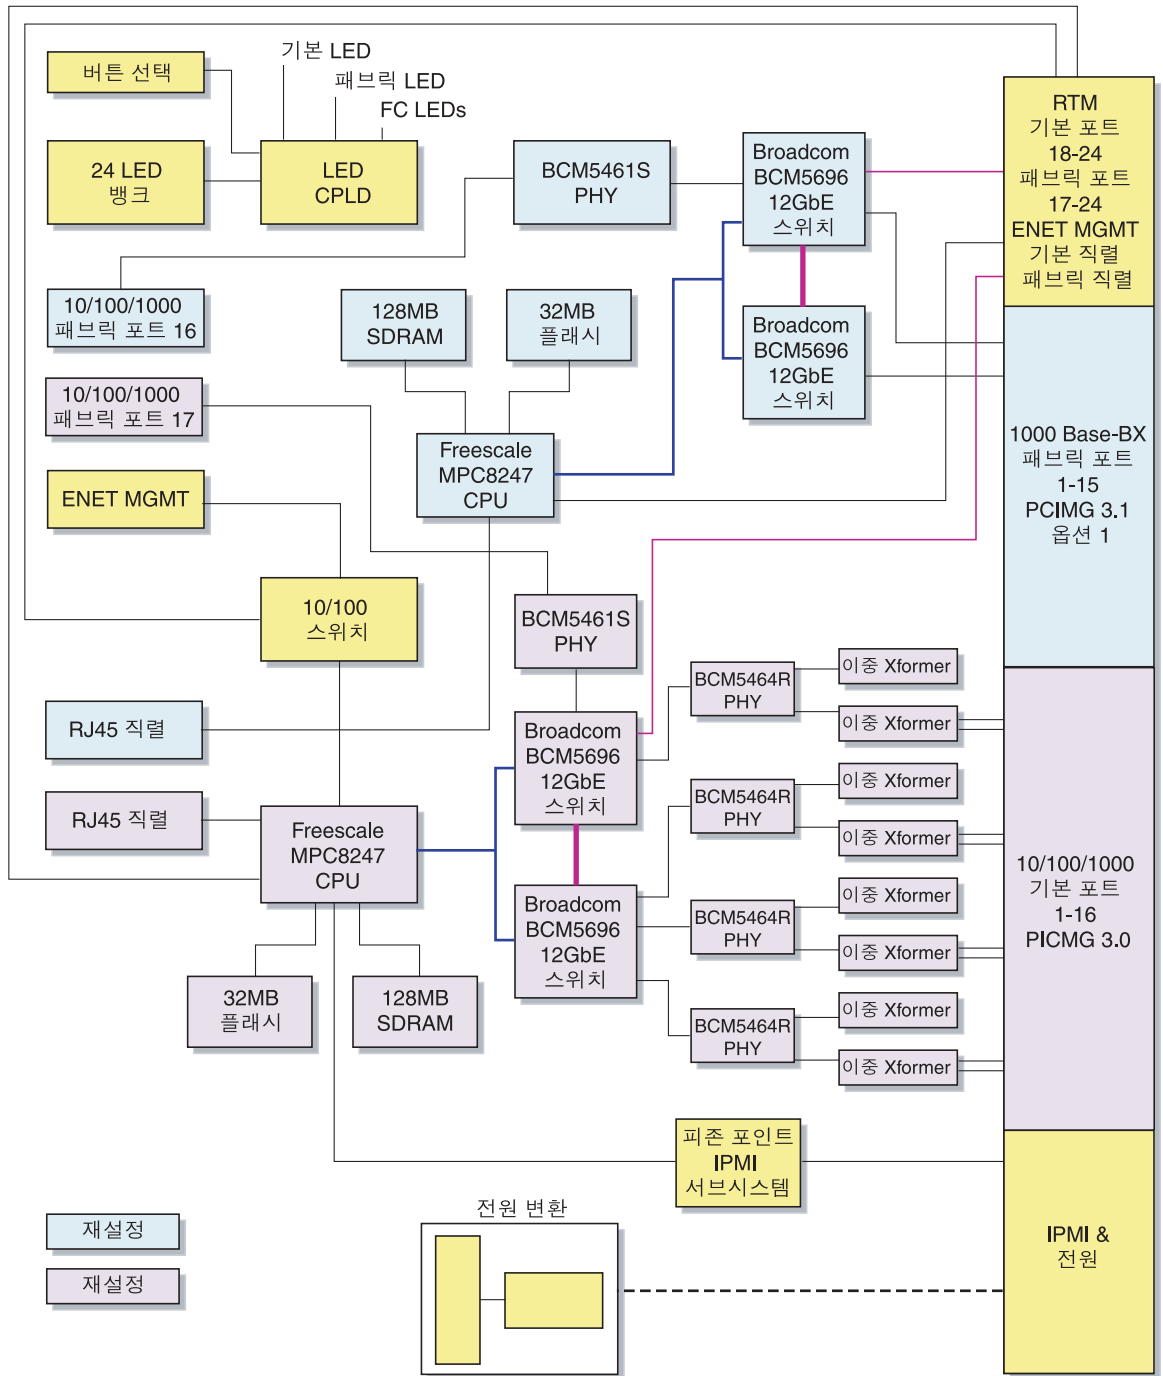 기본 LED
패브릭 LED
FC LEDs
버튼 선택
24 LED
뱅크
LED
CPLD
BCM5461S
PHY
Broadcom
BCM5696
12GbE
스위치
RTM
기본 포트
18-24
패브릭 포트
17-24
ENET MGMT
기본 직렬
패브릭 직렬
10/100/1000
패브릭 포트 16
128MB
SDRAM
32MB
플래시
Broadcom
BCM5696
12GbE
스위치
10/100/1000
패브릭 포트 17
Freescale
MPC8247
CPU
1000 Base-BX
패브릭 포트
1-15
PCIMG 3.1
옵션 1
ENET MGMT
10/100
스위치
BCM5461S
PHY
RJ45 직렬
Broadcom
BCM5696
12GbE
스위치
BCM5464R
PHY
이중 Xformer
이중 Xformer
RJ45 직렬
Freescale
MPC8247
CPU
BCM5464R
PHY
이중 Xformer
이중 Xformer
10/100/1000
기본 포트
1-16
PICMG 3.0
Broadcom
BCM5696
12GbE
스위치
BCM5464R
PHY
이중 Xformer
이중 Xformer
32MB
플래시
128MB
SDRAM
BCM5464R
PHY
이중 Xformer
이중 Xformer
피존 포인트
IPMI
서브시스템
전원 변환
IPMI &
전원
재설정
재설정